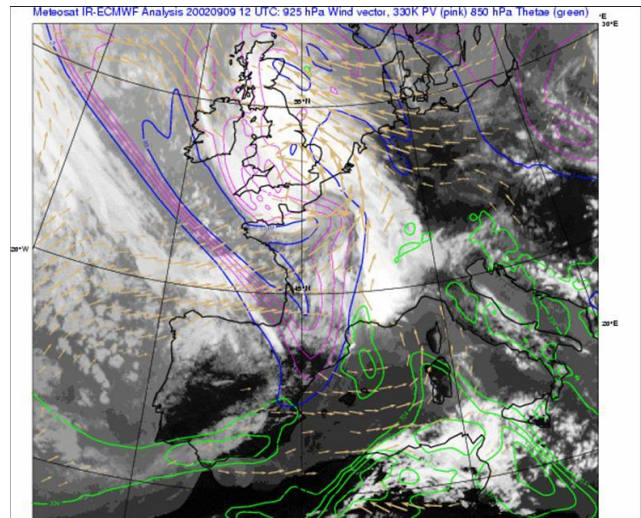 Meteosat IR-ECMWF Analysis 20020909 12 UTC: 925 hPa Wind vector, 330K PV (pink) 850 hPa Thetae (green)
°E
30°E
55°N
20°W
45°N
20°E